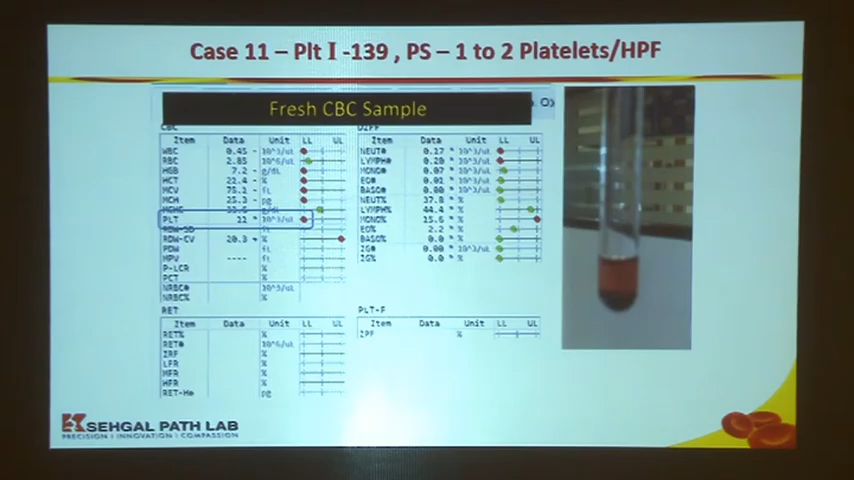 Case 11 – Plt I -139 , PS – 1 to 2 Platelets/HPF
Fresh CBC Sample
CBC
Item Data Unit LL UL
WBC 0.45 - 10^3/uL
RBC 2.85 10^6/uL
HGB 7.2 - g/dL
HCT 22.4 - %
MCV 75.1 - fL
MCH 25.3 - pg
MCHC g/dL
PLT 11 10^3/uL
RDW-SD fL
RDW-CV 20.3 + %
PDW fL
MPV ---- fL
P-LCR %
PCT %
NRBC# 10^3/uL
NRBC% %
DIFF
Item Data Unit LL UL
NEUT# 0.17 * 10^3/uL
LYMPH# 0.20 * 10^3/uL
MONO# 0.07 * 10^3/uL
EO# 0.01 * 10^3/uL
BASO# 0.00 * 10^3/uL
NEUT% 37.8 * %
LYMPH% 44.4 * %
MONO% 15.6 * %
EO% 2.2 * %
BASO% 0.0 * %
IG# 0.00 * 10^3/uL
IG% 0.0 * %
RET
Item Data Unit LL UL
RET% %
RET# 10^6/uL
IRF %
LFR %
MFR %
HFR %
RET-He pg
PLT-F
Item Data Unit LL UL
IPF %
SEHGAL PATH LAB
PRECISION | INNOVATION | COMPASSION